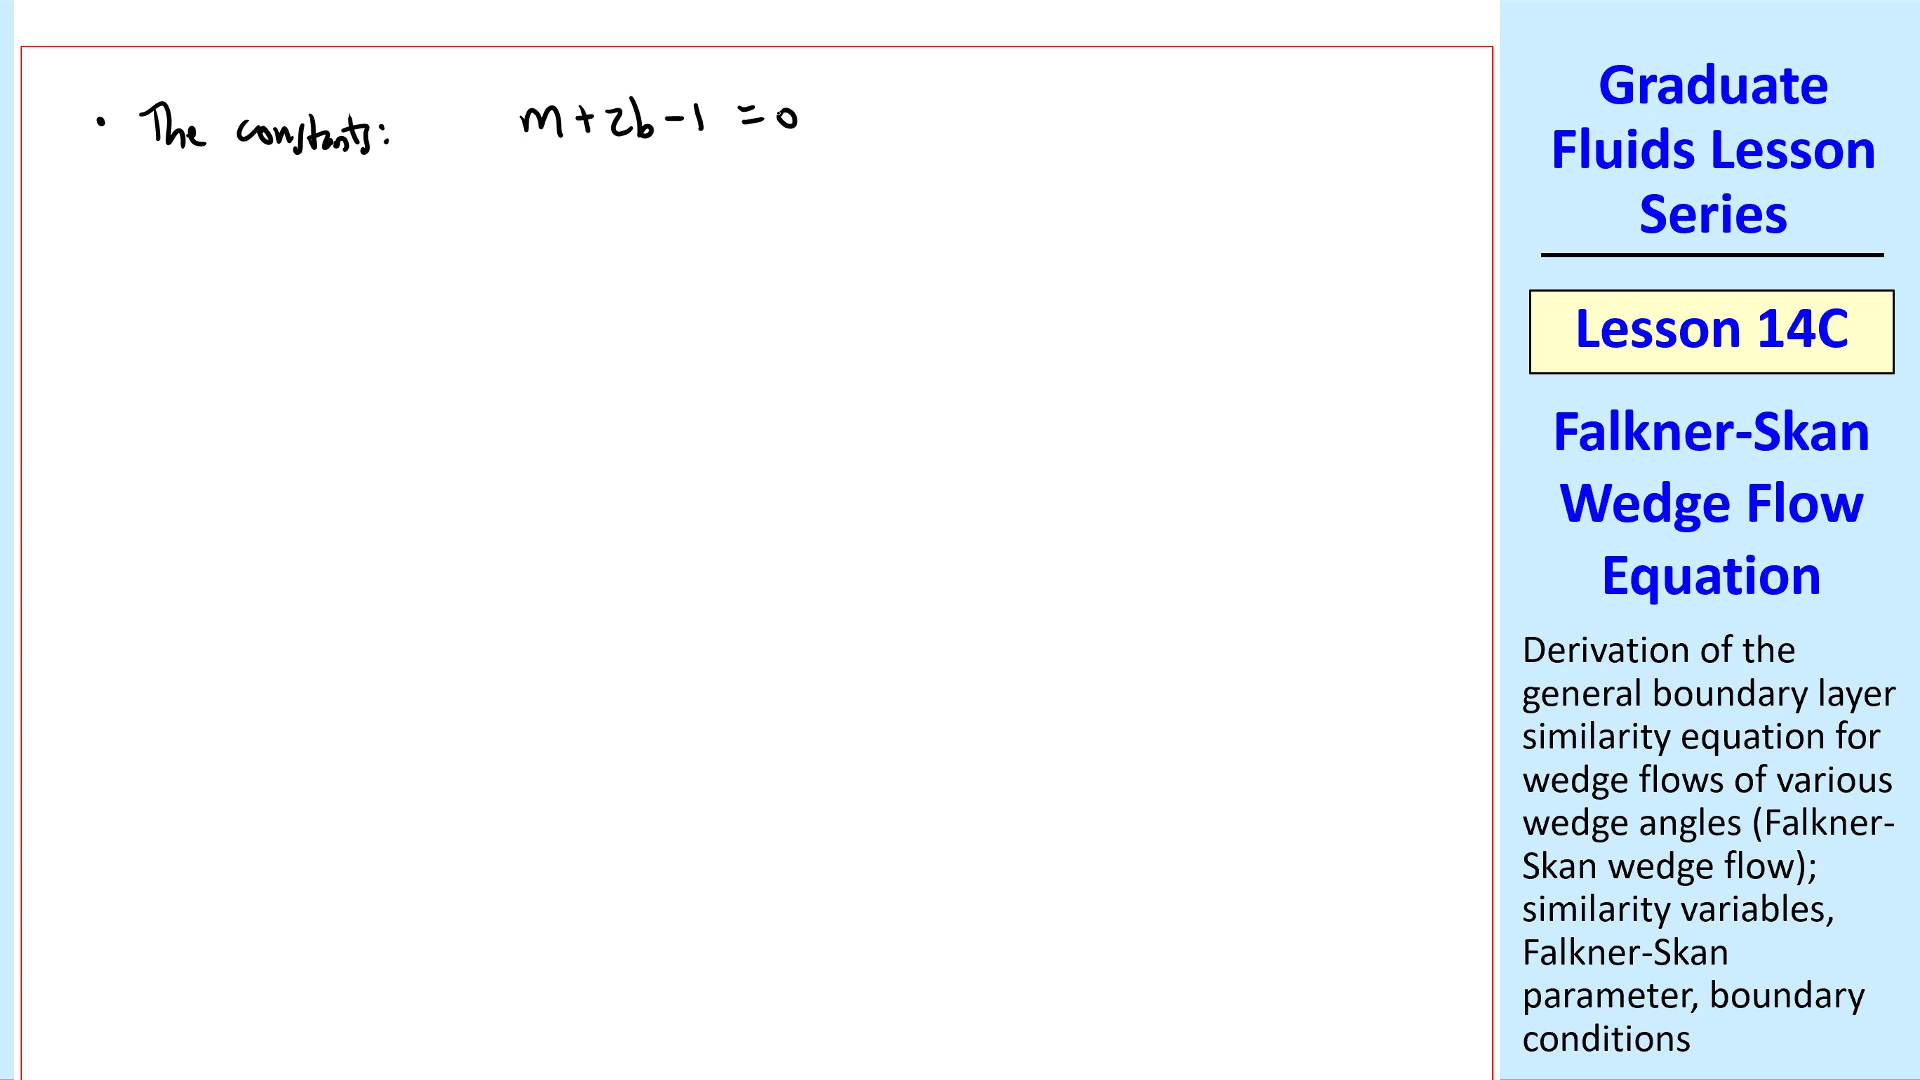 • The constants: m+2b-1 = 0
Graduate
Fluids Lesson
Series
Lesson 14C
Falkner-Skan
Wedge Flow
Equation
Derivation of the
general boundary layer
similarity equation for
wedge flows of various
wedge angles (Falkner-
Skan wedge flow);
similarity variables,
Falkner-Skan
parameter, boundary
conditions